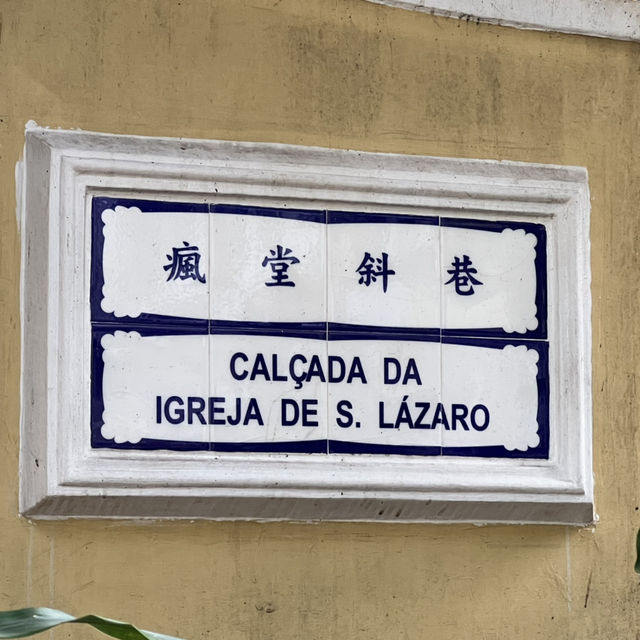 瘋堂斜巷
CALÇADA DA
IGREJA DE S. LÁZARO